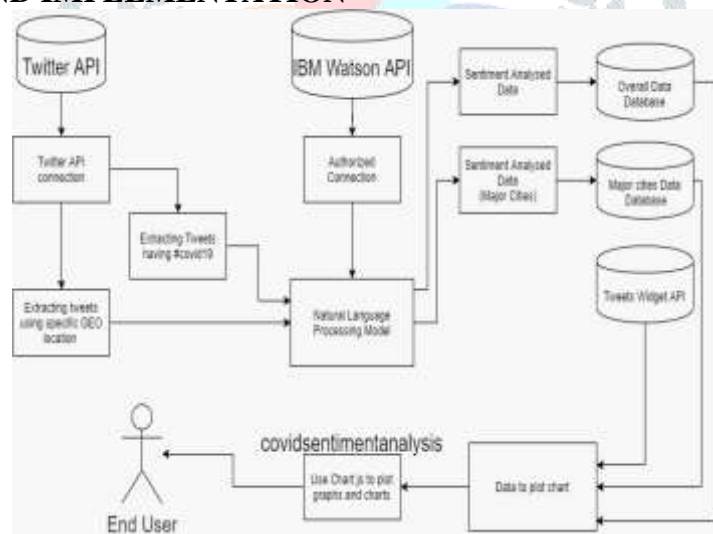 ND IMPLEMENTATION
Twitter API
IBM Watson API
Sentiment Analysed
Data
Overall Data
Database
Twitter API
connection
Authorized
Connection
Sentiment Analysed
Data
(Major Cities)
Major cities Data
Database
Extracting Tweets
having #covid19
Extracting tweets
using specific GEO
location
Natural Language
Processing Model
Tweets Widget API
covidsentimentanalysis
Use Chart.js to plot
graphs and charts
Data to plot chart
End User